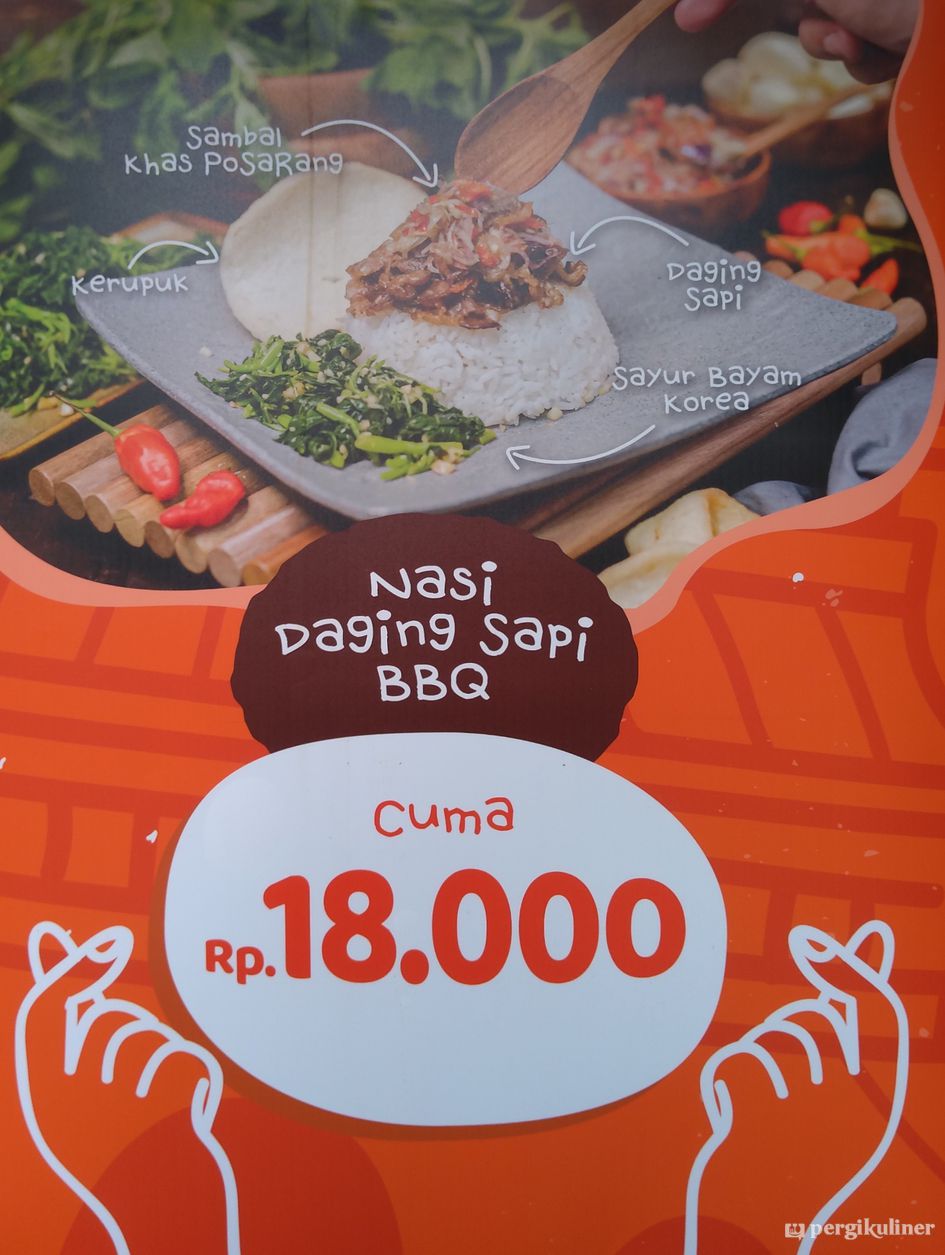 Sambal
Khas PoSaRang
Kerupuk
Daging
Sapi
Sayur Bayam
Korea
Nasi
Daging Sapi
BBQ
Cuma
Rp.18.000
pergikuliner